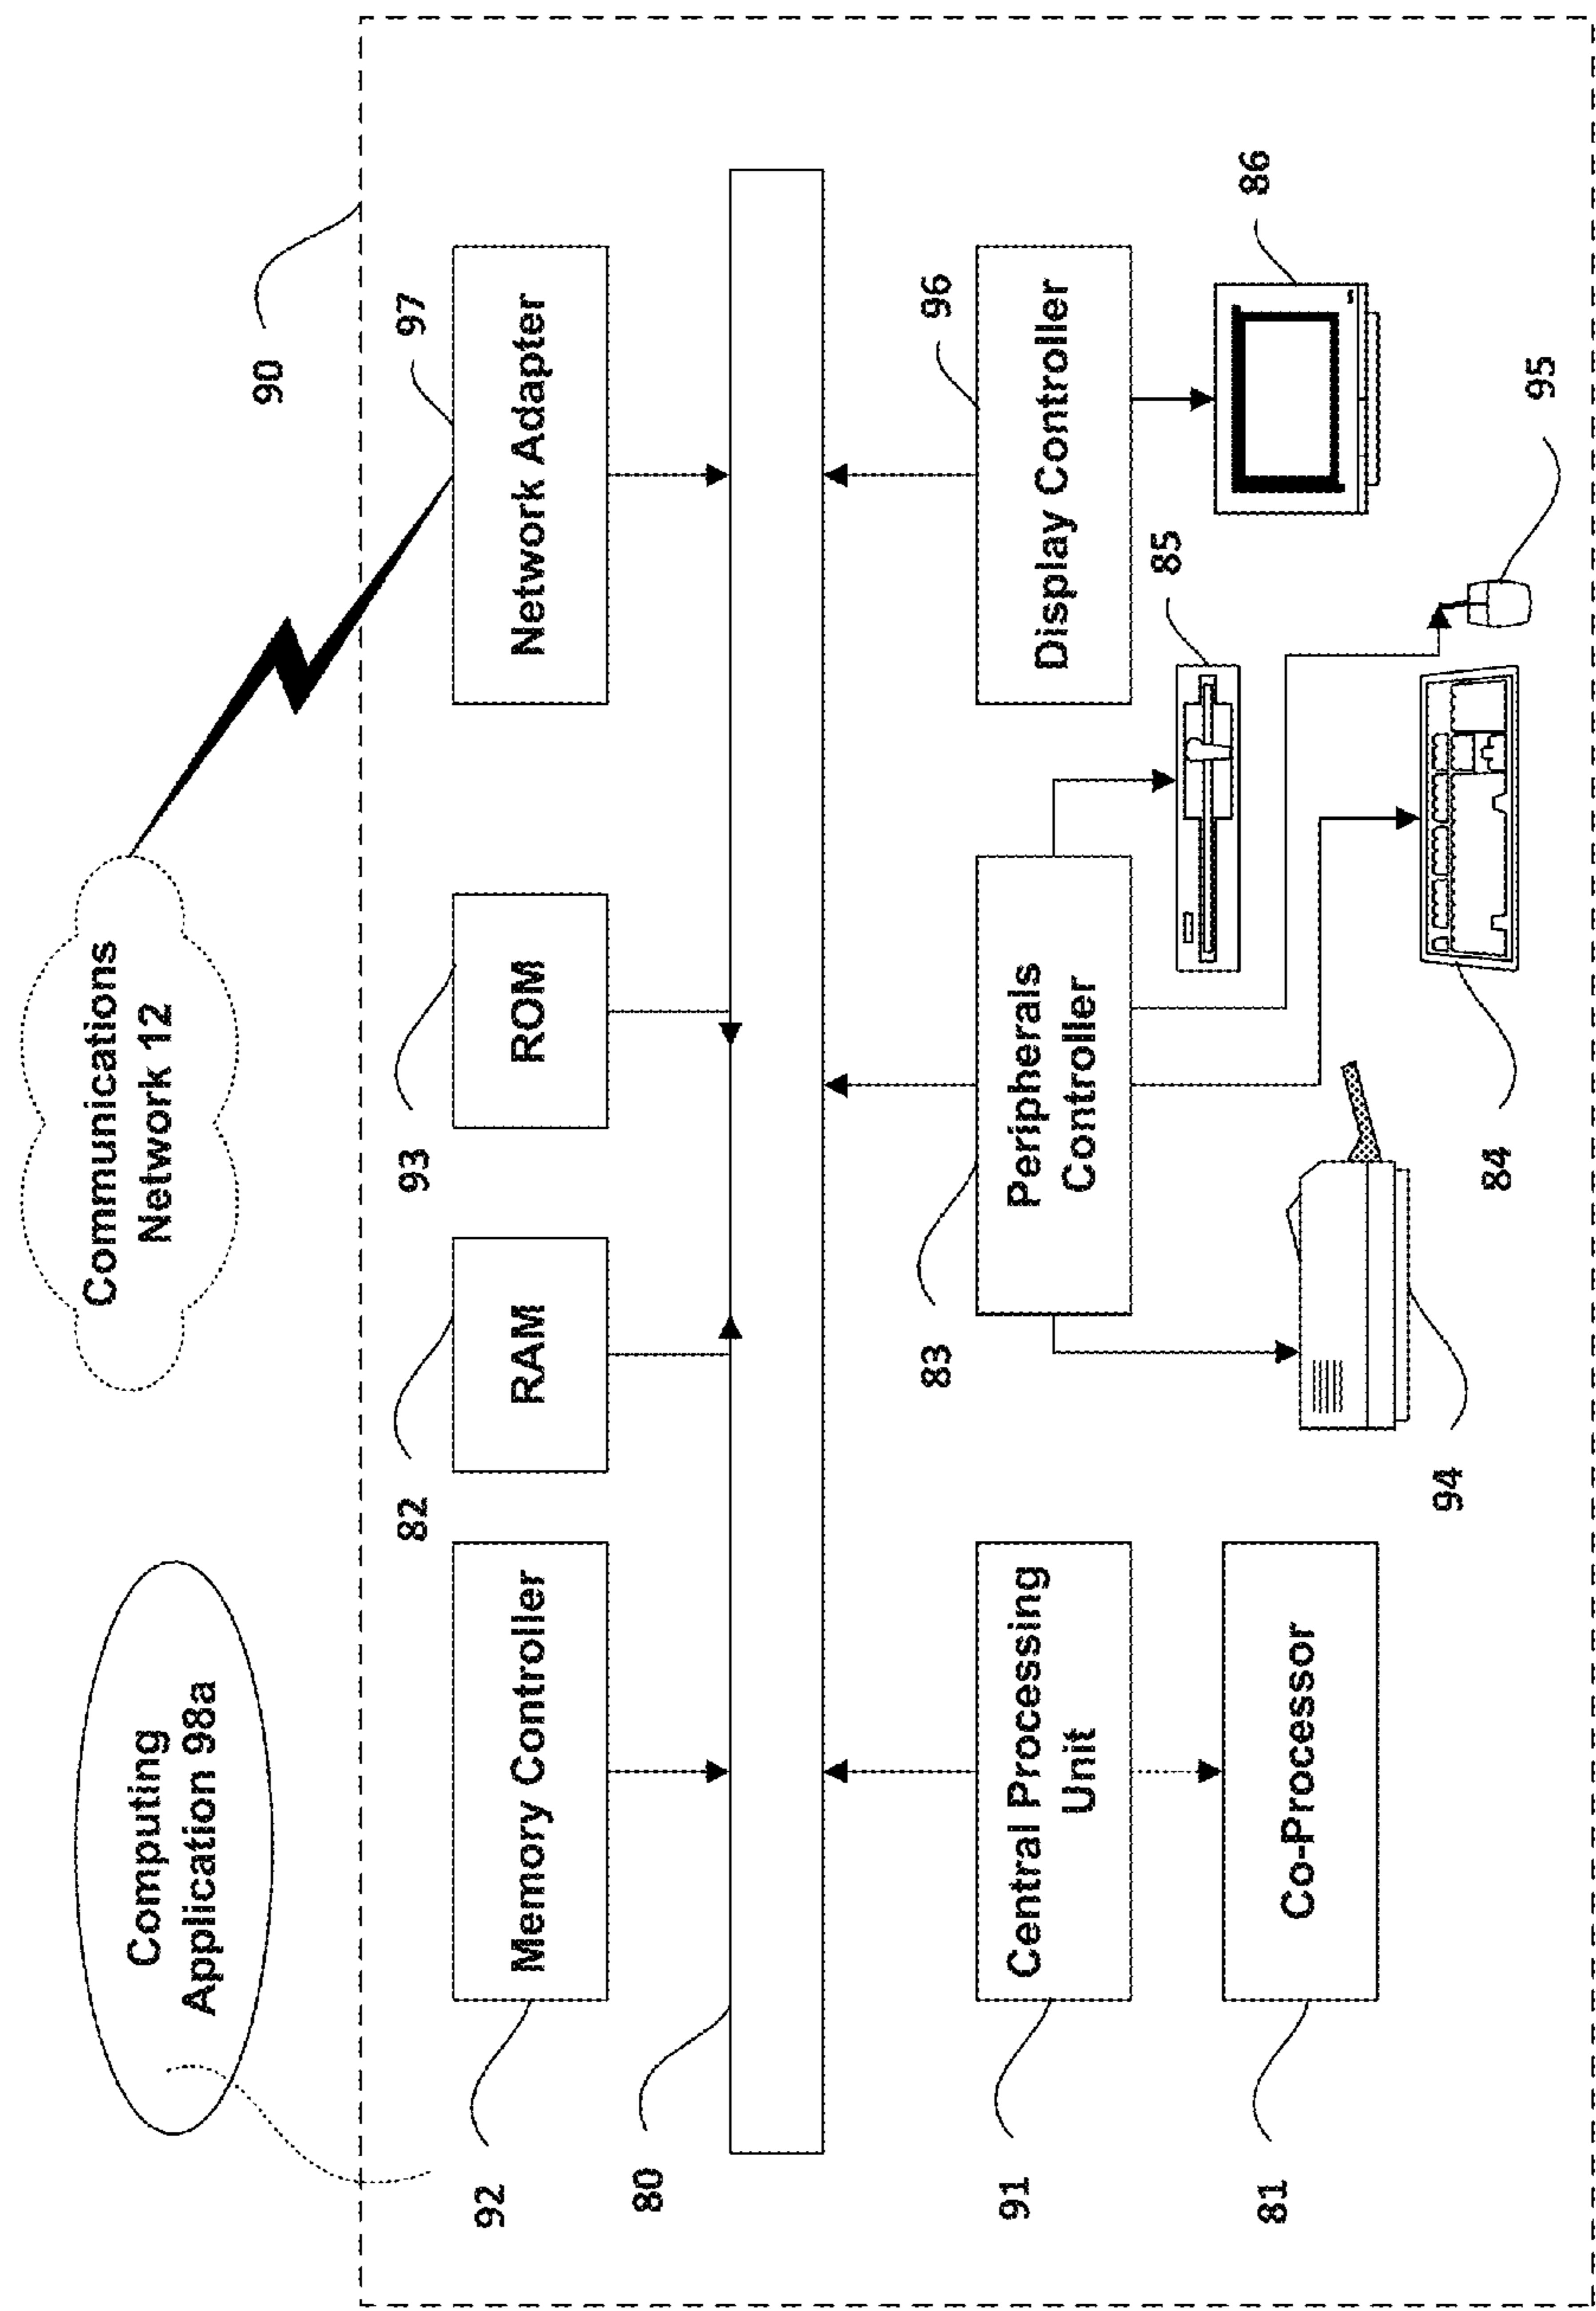 Computing
Application 98a
Communications
Network 12
90
92
Memory Controller
82
RAM
93
ROM
97
Network Adapter
80
91
Central Processing
Unit
83
Peripherals
Controller
96
Display Controller
81
Co-Processor
94
84
85
95
86